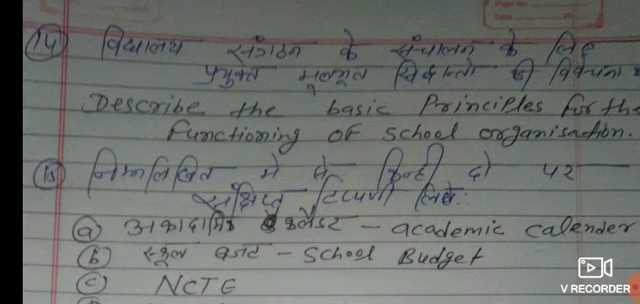 14 विद्यालय संगठन के संचालन के लिए
प्रयुक्त मूलभूत सिद्धान्तो की विवेचना
Describe the basic Principles for the
Functioning of school organisation.
15 निम्नलिखित मे से किन्ही दो पर
संक्षिप्त टिप्पणी लिखे:
a अकादमिक कैलेंडर - academic calender
b स्कूल बजट - School Budget
c NCTE
V RECORDER